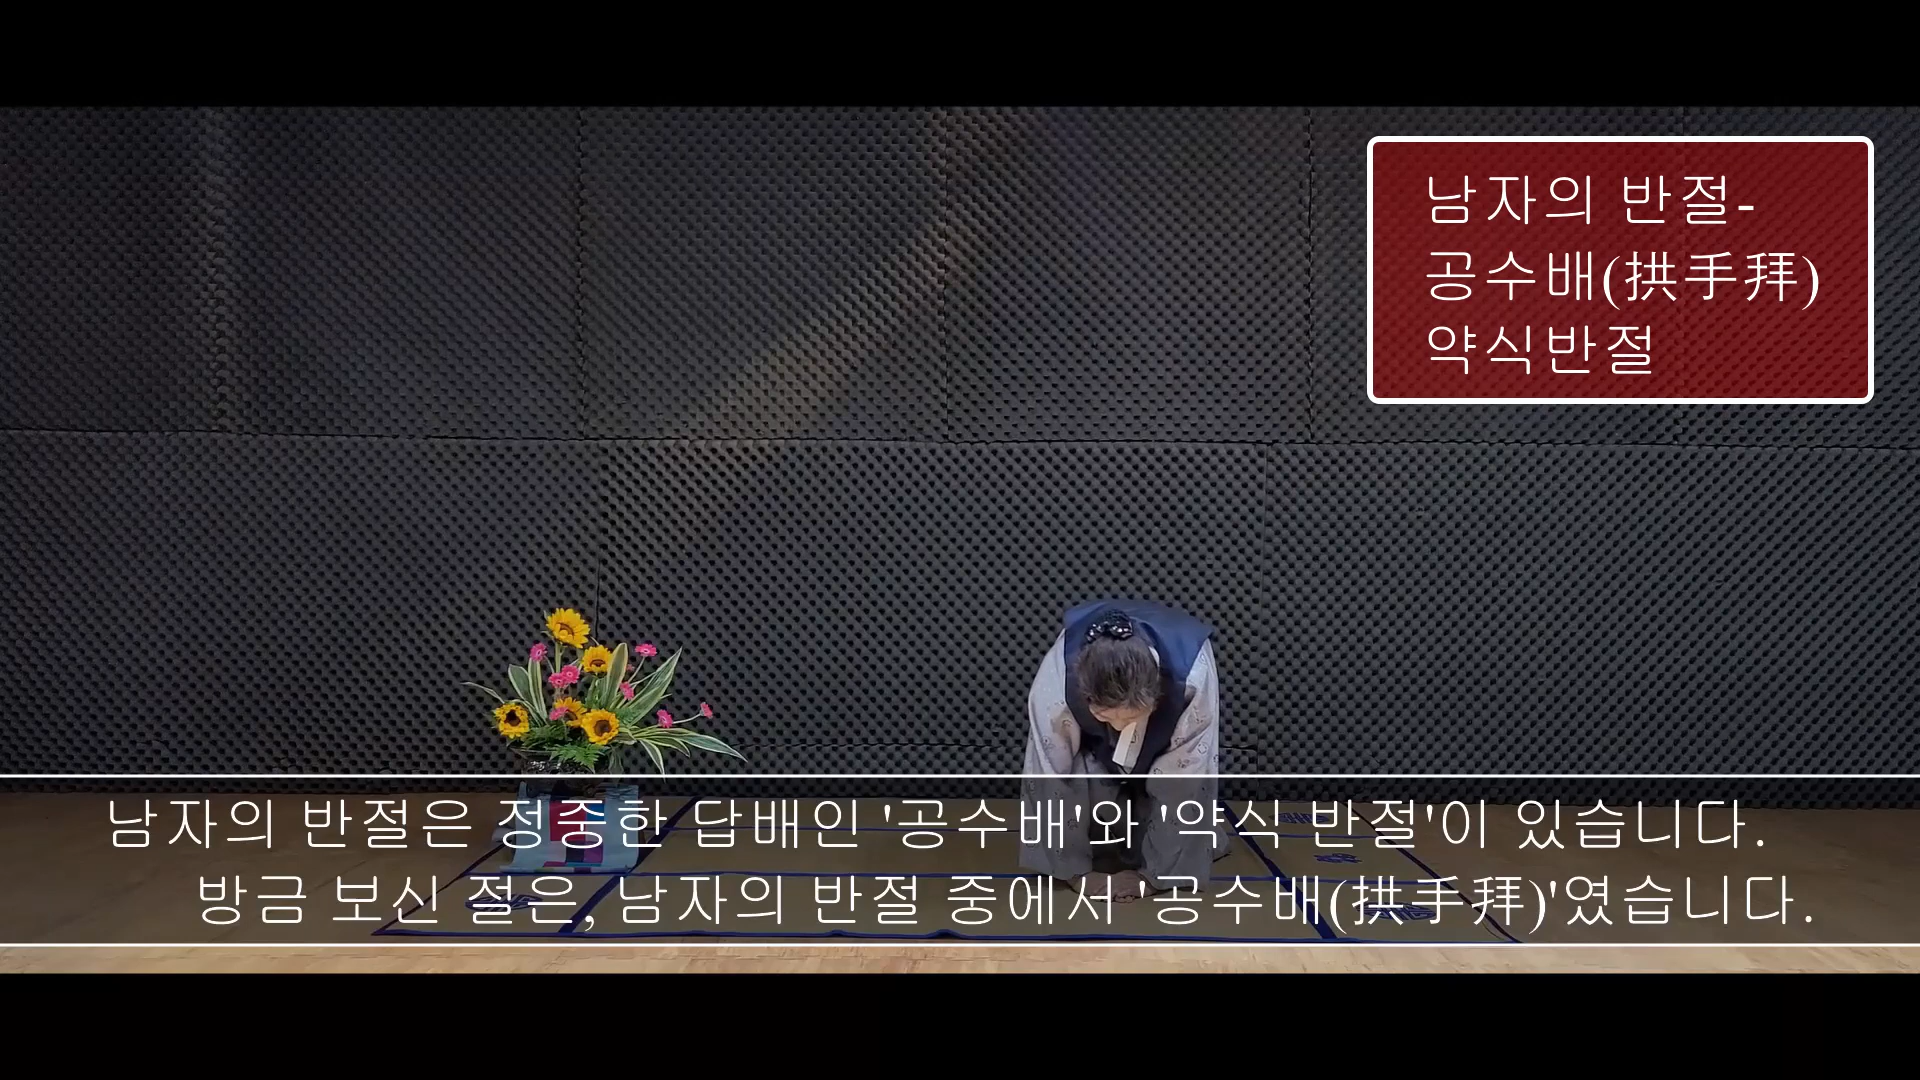 남자의 반절-
공수배(拱手拜)
약식반절
남자의 반절은 정중한 답배인 '공수배'와 '약식 반절'이 있습니다.
방금 보신 절은, 남자의 반절 중에서 '공수배(拱手拜)'였습니다.